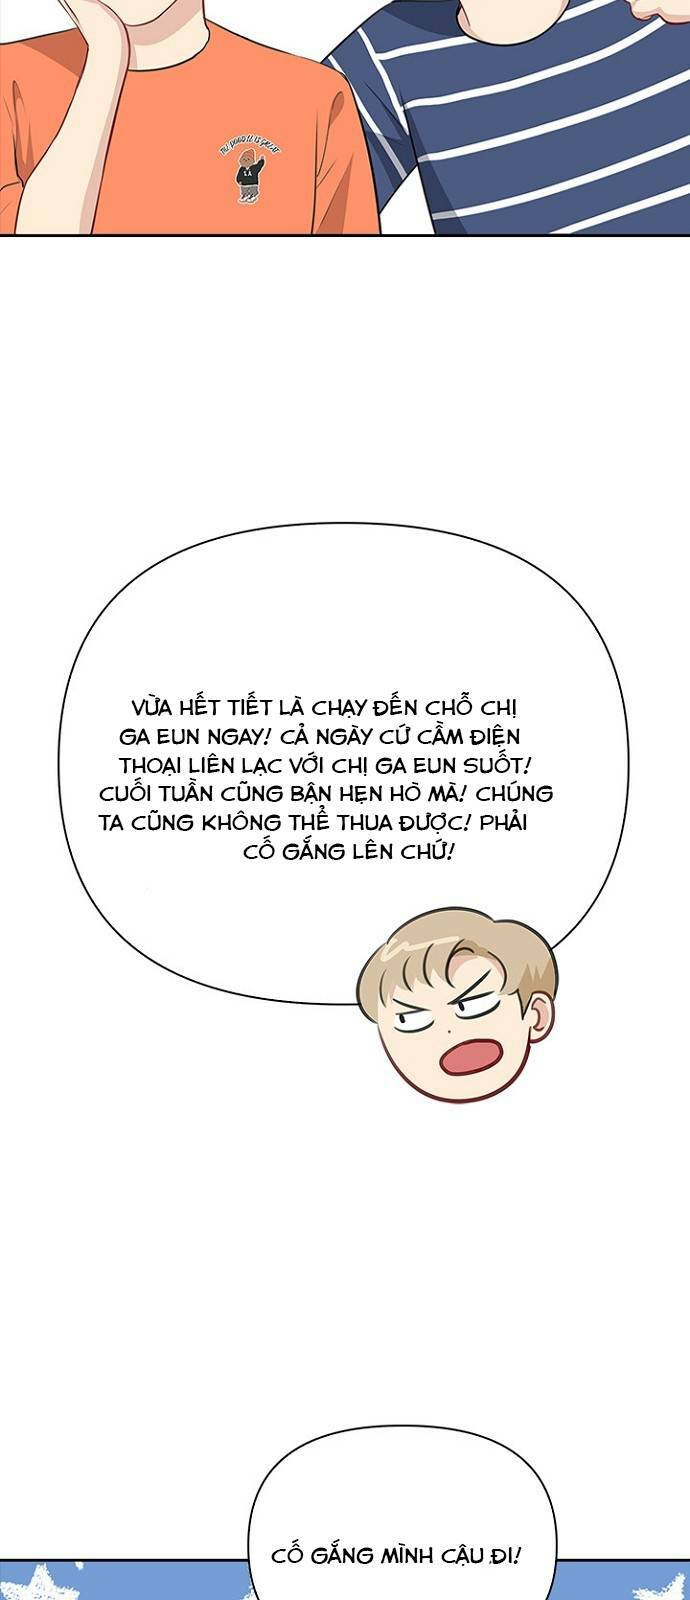 S.A
VỪA HẾT TIẾT LÀ CHẠY ĐẾN CHỖ CHỊ
GA EUN NGAY! CẢ NGÀY CỨ CẦM ĐIỆN
THOẠI LIÊN LẠC VỚI CHỊ GA EUN SUỐT!
CUỐI TUẦN CŨNG BẬN HẸN HÒ MÀ! CHÚNG
TA CŨNG KHÔNG THỂ THUA ĐƯỢC! PHẢI
CỐ GẮNG LÊN CHỨ!
CỐ GẮNG MÌNH CẬU ĐI!